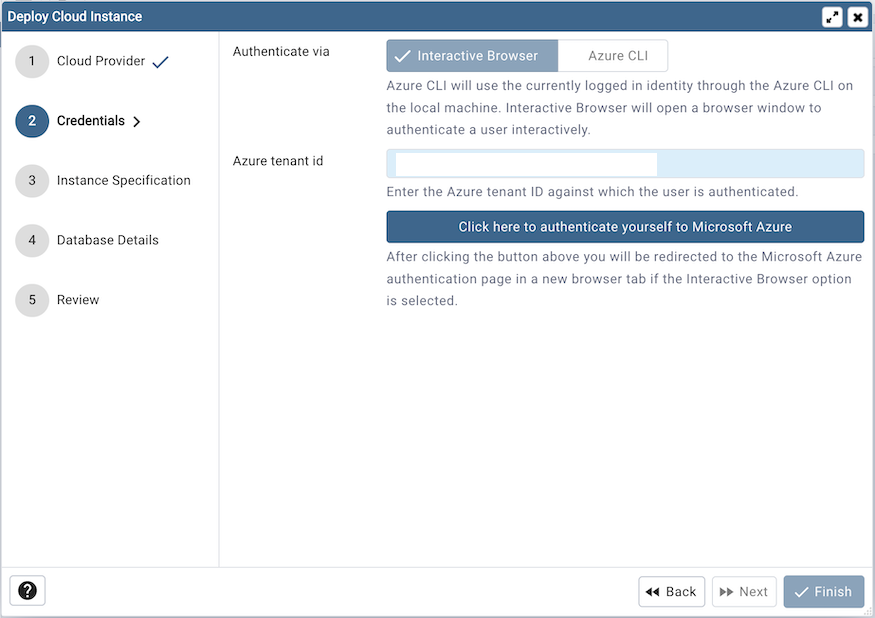 Deploy Cloud Instance
1 Cloud Provider
2 Credentials
3 Instance Specification
4 Database Details
5 Review
Authenticate via
Interactive Browser
Azure CLI
Azure CLI will use the currently logged in identity through the Azure CLI on
the local machine. Interactive Browser will open a browser window to
authenticate a user interactively.
Azure tenant id
Enter the Azure tenant ID against which the user is authenticated.
Click here to authenticate yourself to Microsoft Azure
After clicking the button above you will be redirected to the Microsoft Azure
authentication page in a new browser tab if the Interactive Browser option
is selected.
?
Back
Next
Finish